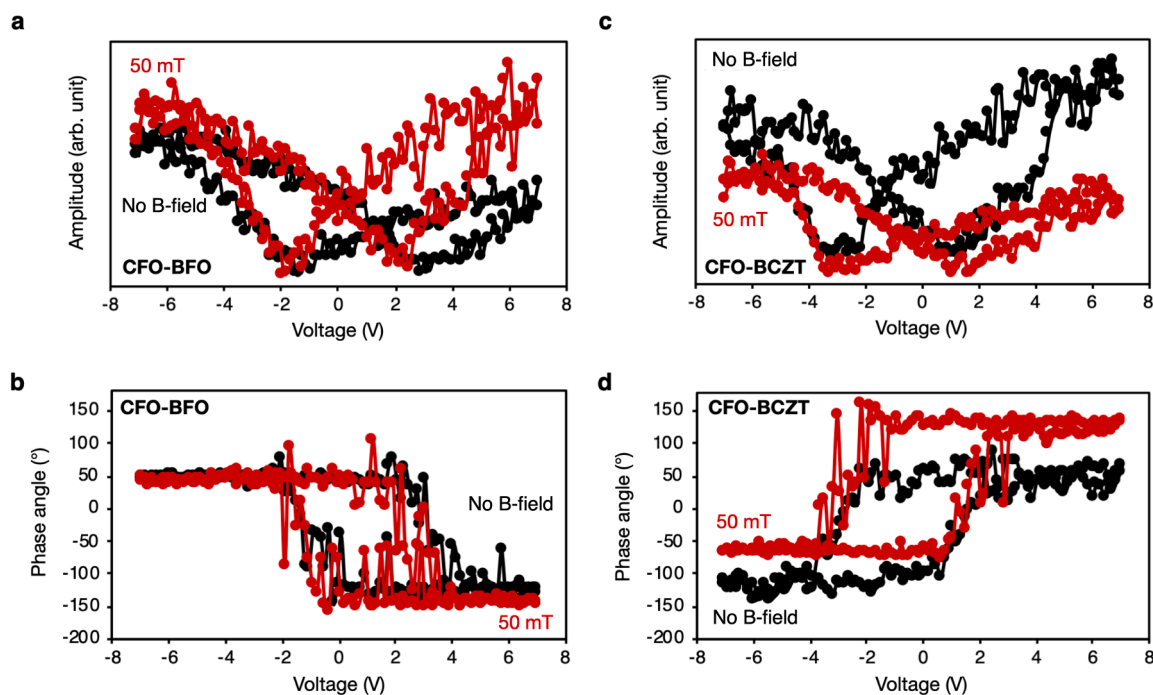 a
50 mT
No B-field
CFO-BFO
Amplitude (arb. unit)
-8 -6 -4 -2 0 2 4 6 8
Voltage (V)
c
No B-field
50 mT
CFO-BCZT
Amplitude (arb. unit)
-8 -6 -4 -2 0 2 4 6 8
Voltage (V)
b
CFO-BFO
No B-field
50 mT
Phase angle (°)
150
100
50
0
-50
-100
-150
-200
-8 -6 -4 -2 0 2 4 6 8
Voltage (V)
d
CFO-BCZT
50 mT
No B-field
Phase angle (°)
150
100
50
0
-50
-100
-150
-200
-8 -6 -4 -2 0 2 4 6 8
Voltage (V)